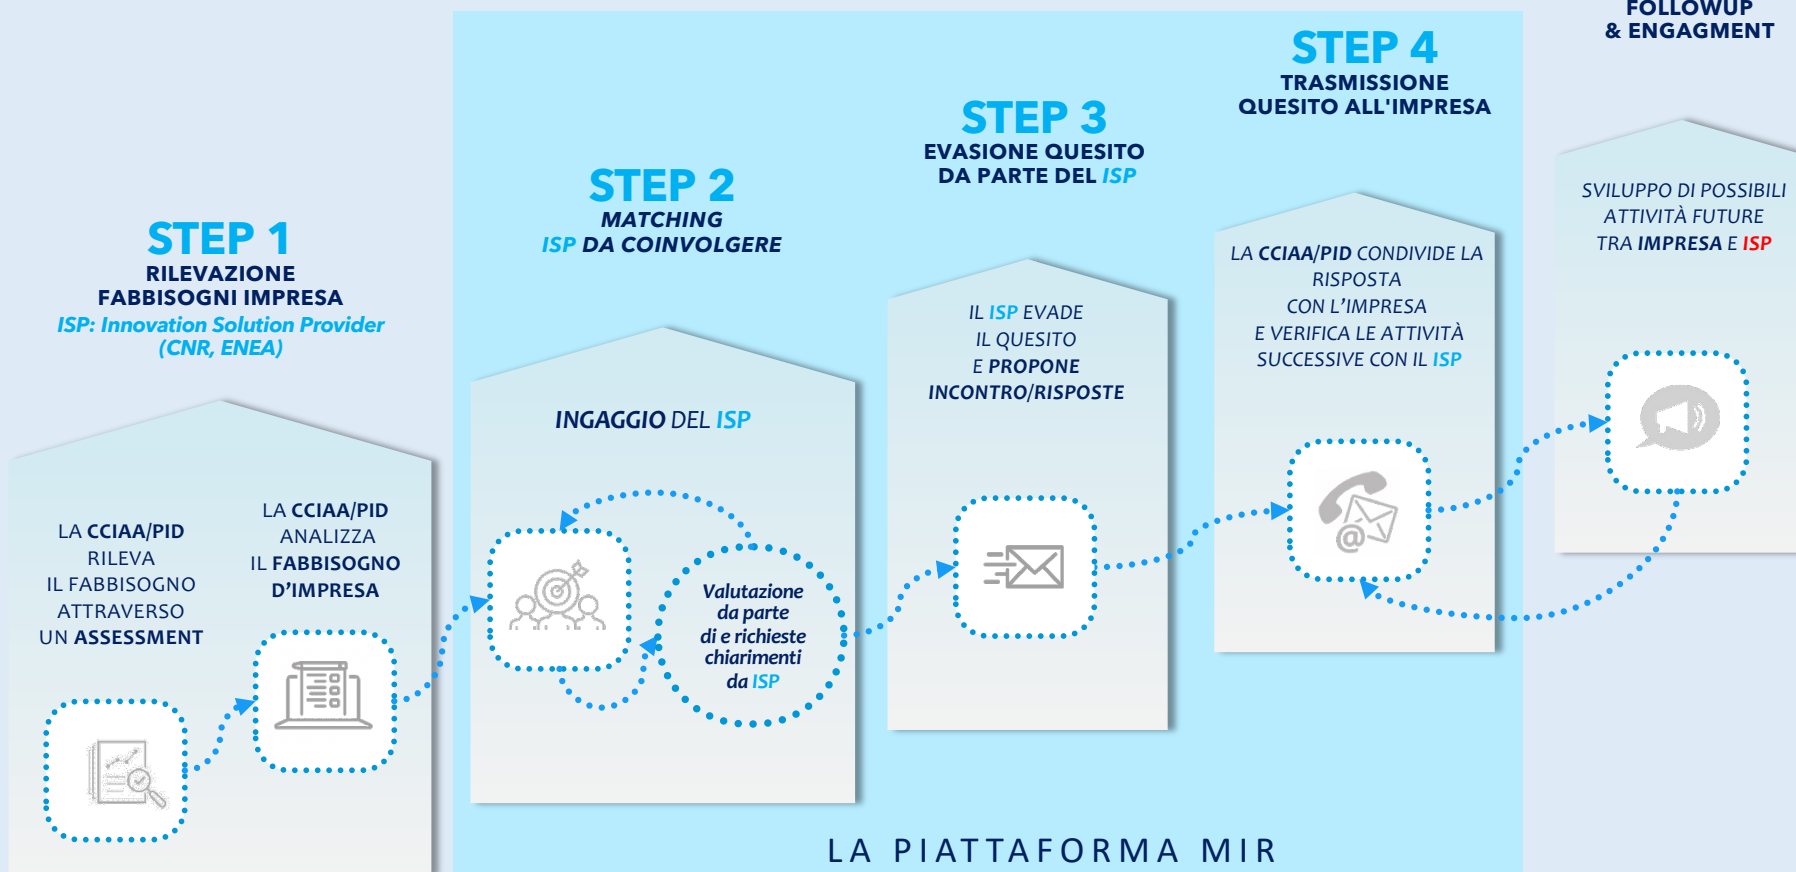 STEP 1
RILEVAZIONE
FABBISOGNI IMPRESA
ISP: Innovation Solution Provider
(CNR, ENEA)
LA CCIAA/PID
RILEVA
IL FABBISOGNO
ATTRAVERSO
UN ASSESSMENT
LA CCIAA/PID
ANALIZZA
IL FABBISOGNO
D'IMPRESA
STEP 2
MATCHING
ISP DA COINVOLGERE
INGAGGIO DEL ISP
Valutazione
da parte
di e richieste
chiarimenti
da ISP
STEP 3
EVASIONE QUESITO
DA PARTE DEL ISP
IL ISP EVADE
IL QUESITO
E PROPONE
INCONTRO/RISPOSTE
STEP 4
TRASMISSIONE
QUESITO ALL'IMPRESA
LA CCIAA/PID CONDIVIDE LA
RISPOSTA
CON L’IMPRESA
E VERIFICA LE ATTIVITÀ
SUCCESSIVE CON IL ISP
@
FOLLOWUP
& ENGAGMENT
SVILUPPO DI POSSIBILI
ATTIVITÀ FUTURE
TRA IMPRESA E ISP
LA PIATTAFORMA MIR